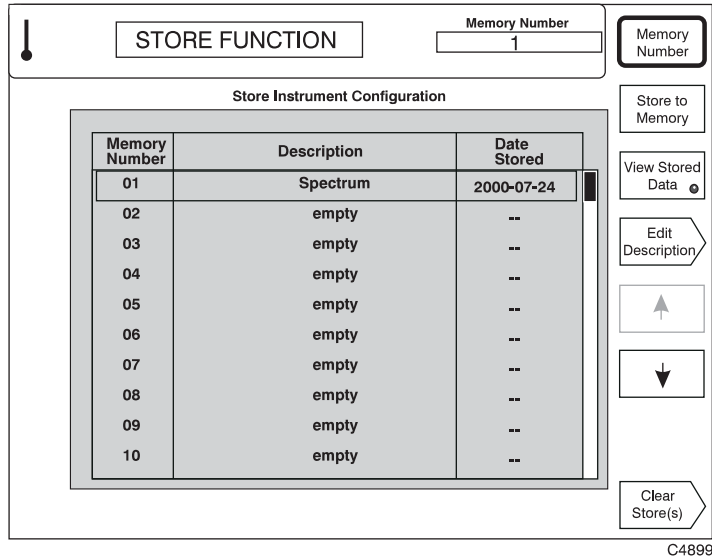 STORE FUNCTION
Memory Number
1
Memory
Number
Store Instrument Configuration
Store to
Memory
Memory
Number
Description
Date
Stored
01 Spectrum 2000-07-24
02 empty --
03 empty --
04 empty --
05 empty --
06 empty --
07 empty --
08 empty --
09 empty --
10 empty --
View Stored
Data
Edit
Description
Clear
Store(s)
C4899